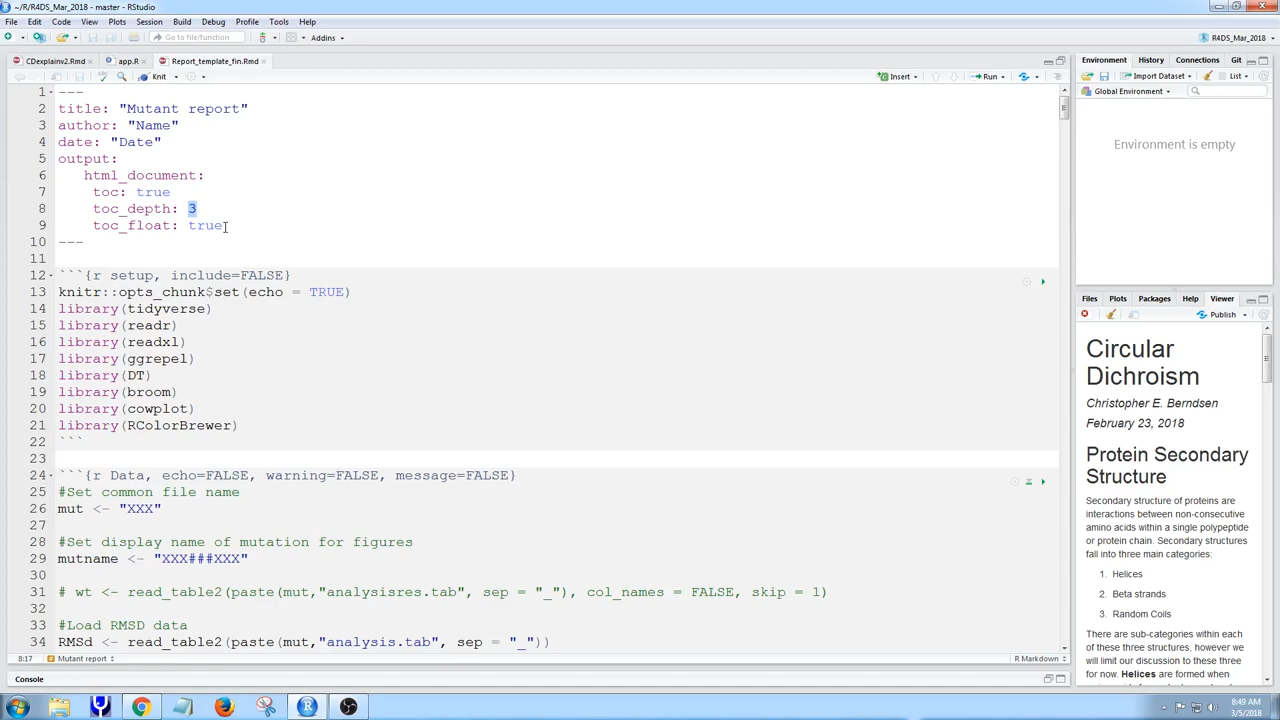 ~/R/R4DS_Mar_2018 - master - RStudio
File Edit Code View Plots Session Build Debug Profile Tools Help
Go to file/function Addins R4DS_Mar_2018
CDexplainv2.Rmd app.R Report_template_fin.Rmd
Knit Insert Run
1 ---
2 title: "Mutant report"
3 author: "Name"
4 date: "Date"
5 output:
6 html_document:
7 toc: true
8 toc_depth: 3
9 toc_float: true
10 ---
11
12 ```{r setup, include=FALSE}
13 knitr::opts_chunk$set(echo = TRUE)
14 library(tidyverse)
15 library(readr)
16 library(readxl)
17 library(ggrepel)
18 library(DT)
19 library(broom)
20 library(cowplot)
21 library(RColorBrewer)
22 ```
23
24 ```{r Data, echo=FALSE, warning=FALSE, message=FALSE}
25 #Set common file name
26 mut <- "XXX"
27
28 #Set display name of mutation for figures
29 mutname <- "XXX###XXX"
30
31 # wt <- read_table2(paste(mut,"analysisres.tab", sep = "_"), col_names = FALSE, skip = 1)
32
33 #Load RMSD data
34 RMSd <- read_table2(paste(mut,"analysis.tab", sep = "_"))
8:17 Mutant report R Markdown
Console
Environment History Connections Git
Import Dataset List
Global Environment
Environment is empty
Files Plots Packages Help Viewer
Publish
Circular
Dichroism
Christopher E. Berndsen
February 23, 2018
Protein Secondary
Structure
Secondary structure of proteins are
interactions between non-consecutive
amino acids within a single polypeptide
or protein chain. Secondary structures
fall into three main categories:
1. Helices
2. Beta strands
3. Random Coils
There are sub-categories within each
of these three structures, however we
will limit our discussion to these three
for now. Helices are formed when
8:49 AM
3/5/2018